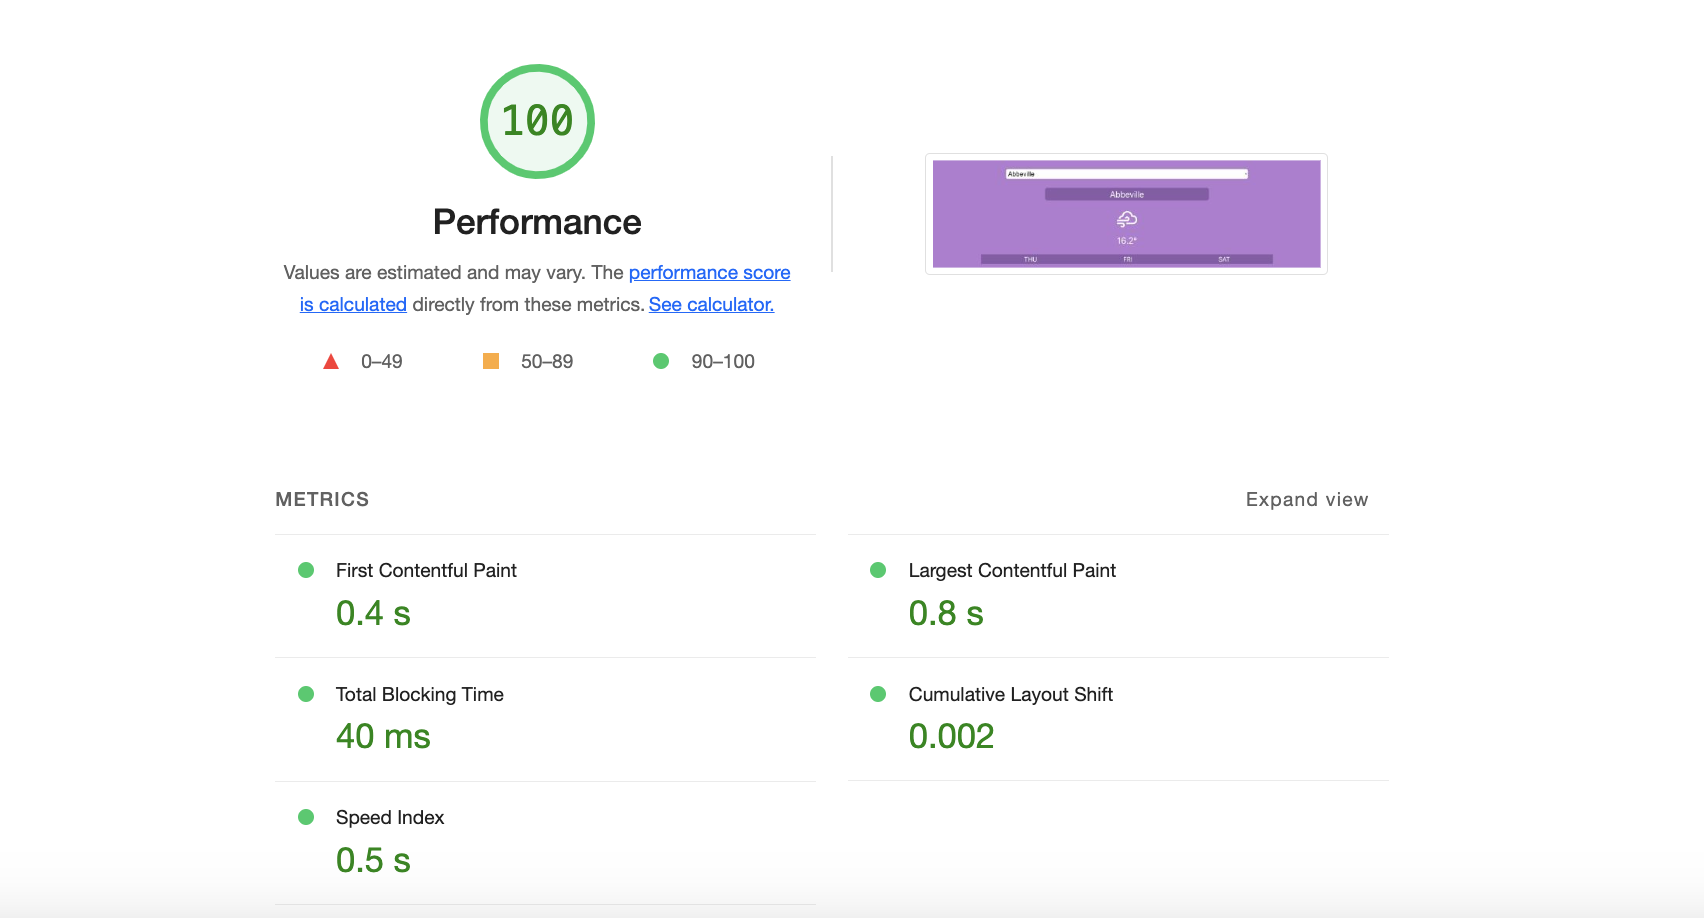 100
Performance
Values are estimated and may vary. The performance score
is calculated directly from these metrics. See calculator.
0–49
50–89
90–100
Abbeville
Abbeville
16.2°
THU
FRI
SAT
METRICS
Expand view
First Contentful Paint
0.4 s
Largest Contentful Paint
0.8 s
Total Blocking Time
40 ms
Cumulative Layout Shift
0.002
Speed Index
0.5 s